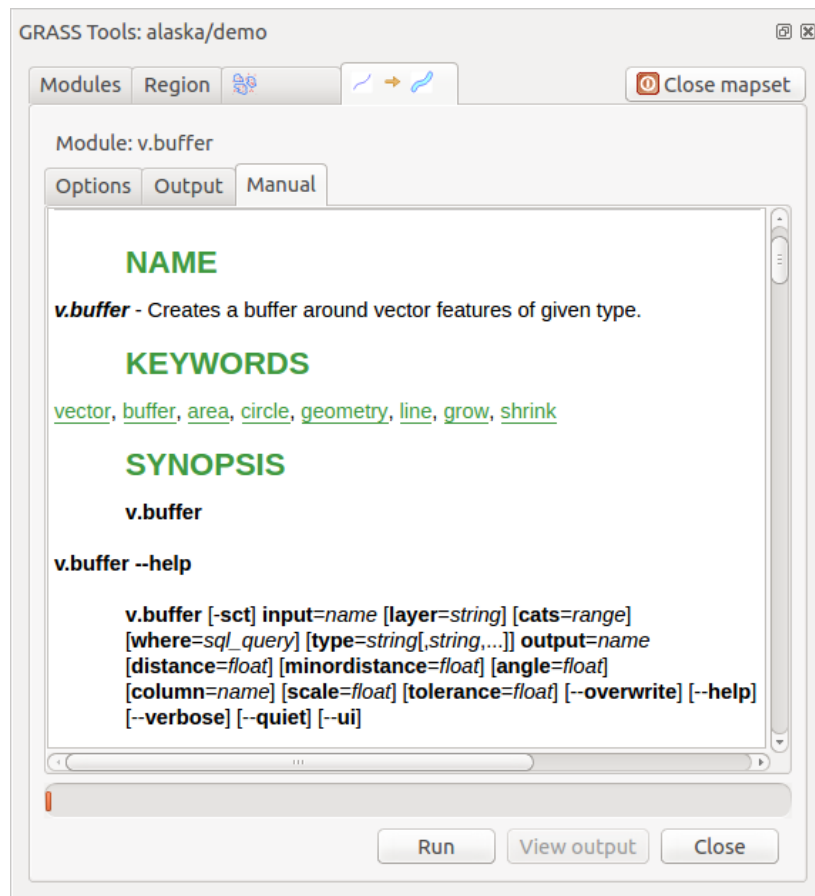 GRASS Tools: alaska/demo
Modules Region Close mapset
Module: v.buffer
Options Output Manual
NAME
v.buffer - Creates a buffer around vector features of given type.
KEYWORDS
vector, buffer, area, circle, geometry, line, grow, shrink
SYNOPSIS
v.buffer
v.buffer --help
v.buffer [-sct] input=name [layer=string] [cats=range]
[where=sql_query] [type=string[,string,...]] output=name
[distance=float] [minordistance=float] [angle=float]
[column=name] [scale=float] [tolerance=float] [--overwrite] [--help]
[--verbose] [--quiet] [--ui]
Run View output Close